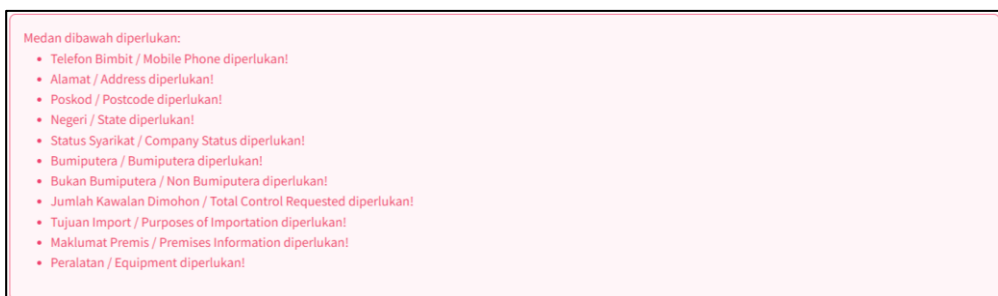 Medan dibawah diperlukan:
• Telefon Bimbit / Mobile Phone diperlukan!
• Alamat / Address diperlukan!
• Poskod / Postcode diperlukan!
• Negeri / State diperlukan!
• Status Syarikat / Company Status diperlukan!
• Bumiputera / Bumiputera diperlukan!
• Bukan Bumiputera / Non Bumiputera diperlukan!
• Jumlah Kawalan Dimohon / Total Control Requested diperlukan!
• Tujuan Import / Purposes of Importation diperlukan!
• Maklumat Premis / Premises Information diperlukan!
• Peralatan / Equipment diperlukan!